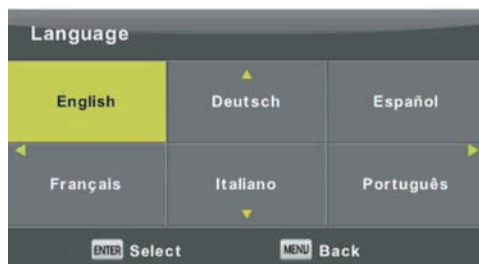 Language
English Deutsch Español
Français Italiano Português
ENTER Select MENU Back